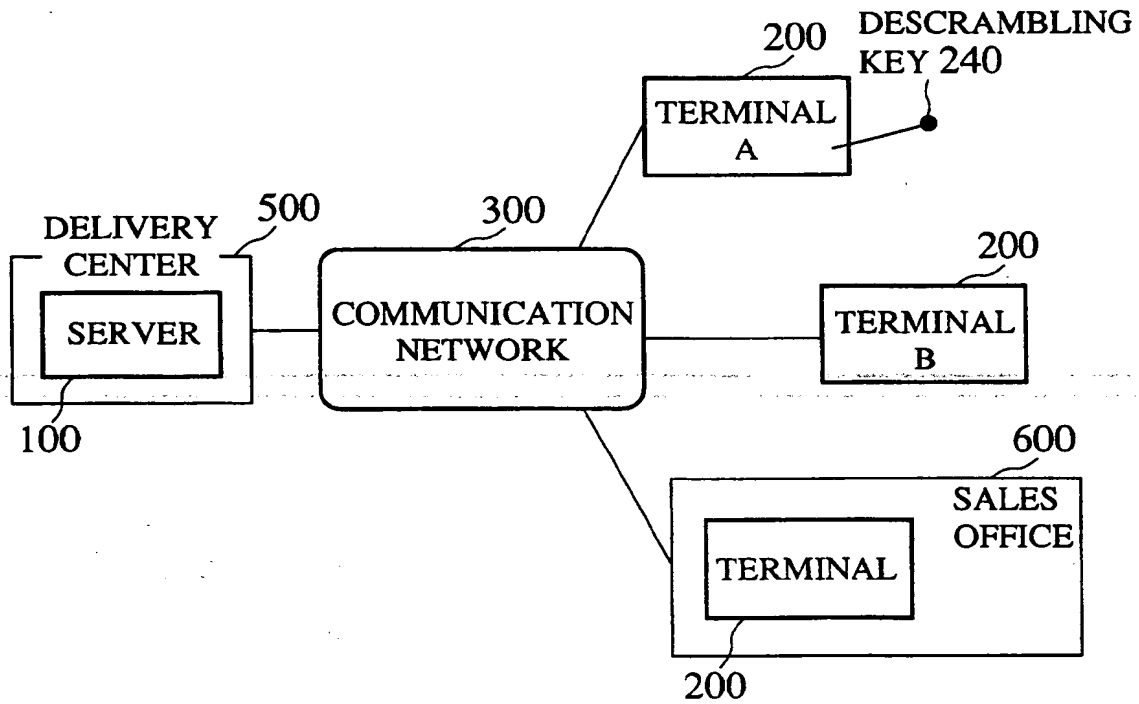 200
DESCRAMBLING
KEY 240
TERMINAL
A
DELIVERY
CENTER
500
SERVER
100
300
COMMUNICATION
NETWORK
200
TERMINAL
B
600
SALES
OFFICE
TERMINAL
200